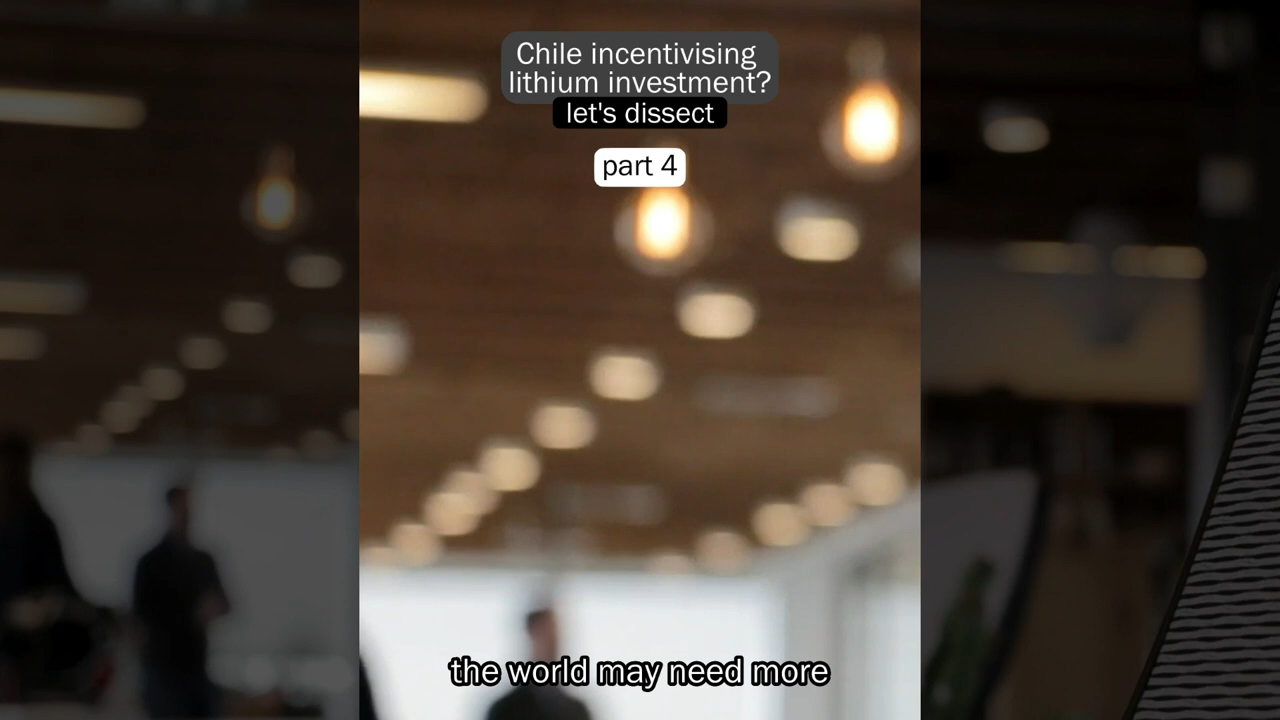 Chile incentivising
lithium investment?
let's dissect
part 4
the world may need more